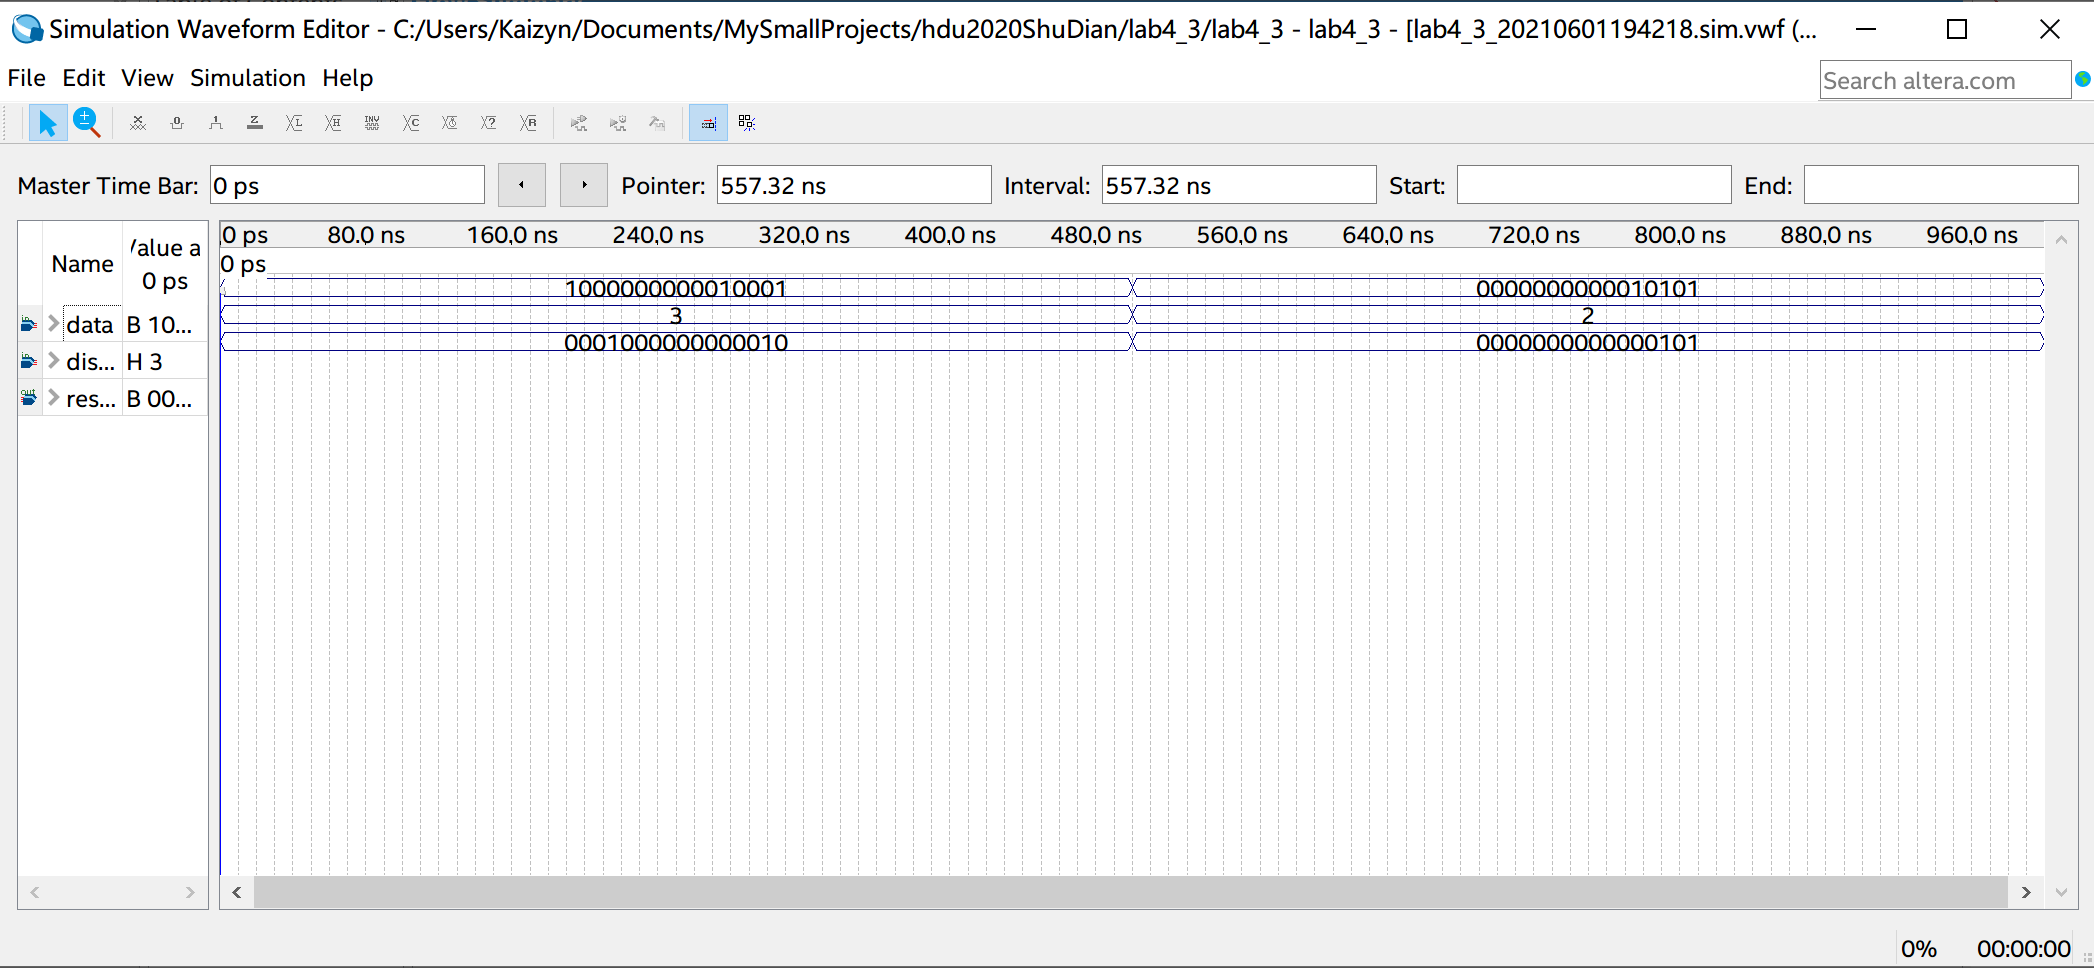 Simulation Waveform Editor - C:/Users/Kaizyn/Documents/MySmallProjects/hdu2020ShuDian/lab4_3/lab4_3 - lab4_3 - [lab4_3_20210601194218.sim.vwf (...
File Edit View Simulation Help
Search altera.com
Master Time Bar: 0 ps Pointer: 557.32 ns Interval: 557.32 ns Start: End:
Name
Value a
0 ps
0 ps 80.0 ns 160.0 ns 240.0 ns 320.0 ns 400.0 ns 480.0 ns 560.0 ns 640.0 ns 720.0 ns 800.0 ns 880.0 ns 960.0 ns
0 ps
1000000000010001 0000000000010101
3 2
0001000000000010 0000000000000101
data B 10...
dis... H 3
res... B 00...
0% 00:00:00